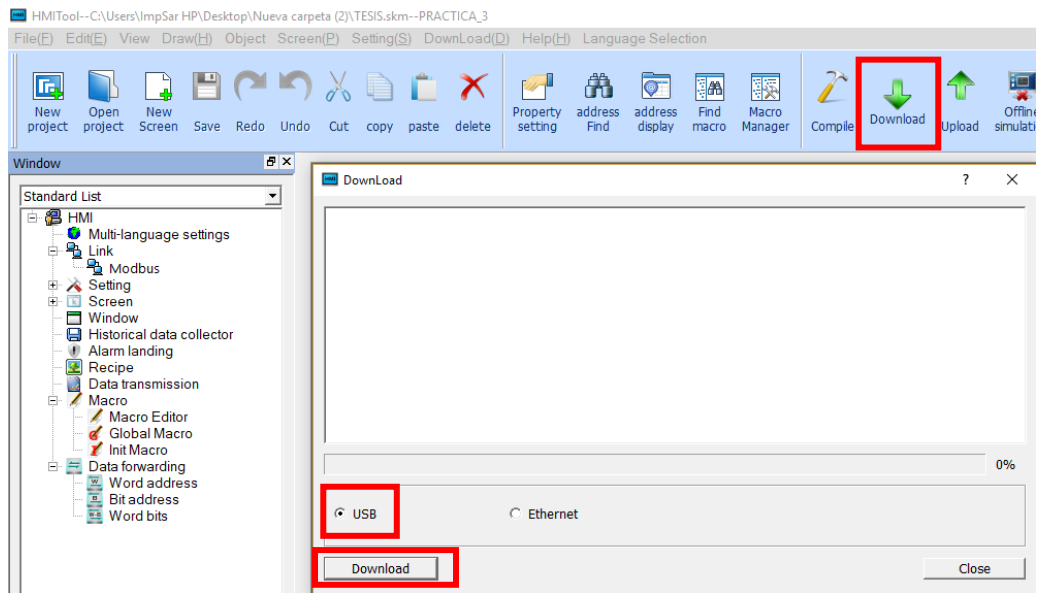 HMITool--C:\Users\ImpSar HP\Desktop\Nueva carpeta (2)\TESIS.skm--PRACTICA_3
File(F) Edit(E) View Draw(H) Object Screen(P) Setting(S) DownLoad(D) Help(H) Language Selection
New project Open project New Screen Save Redo Undo Cut copy paste delete Property setting address Find address display Find macro Macro Manager Compile Download Upload Offline simulati
Window
Standard List
HMI
Multi-language settings
Link
Modbus
Setting
Screen
Window
Historical data collector
Alarm landing
Recipe
Data transmission
Macro
Macro Editor
Global Macro
Init Macro
Data forwarding
Word address
Bit address
Word bits
DownLoad ?
0%
USB Ethernet
Download Close